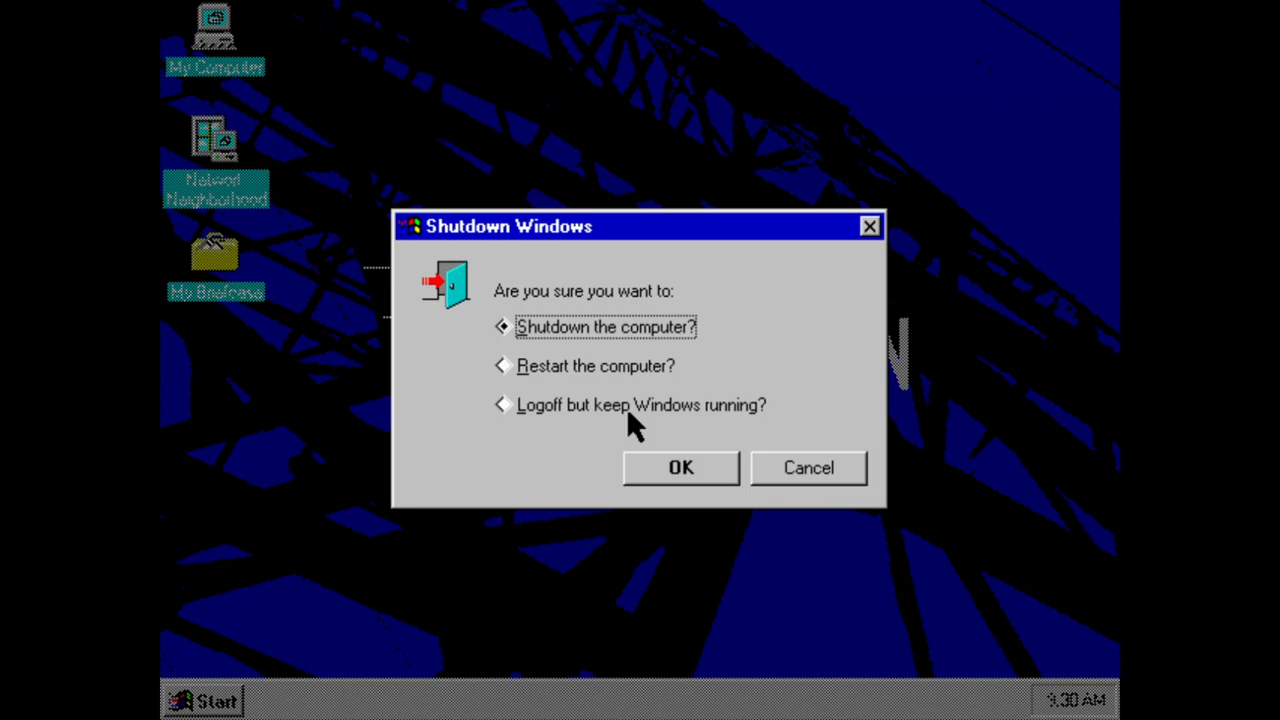 My Computer
Network
Neighborhood
My Briefcase
Shutdown Windows
Are you sure you want to:
Shutdown the computer?
Restart the computer?
Logoff but keep Windows running?
OK
Cancel
N
Start
9:30 AM